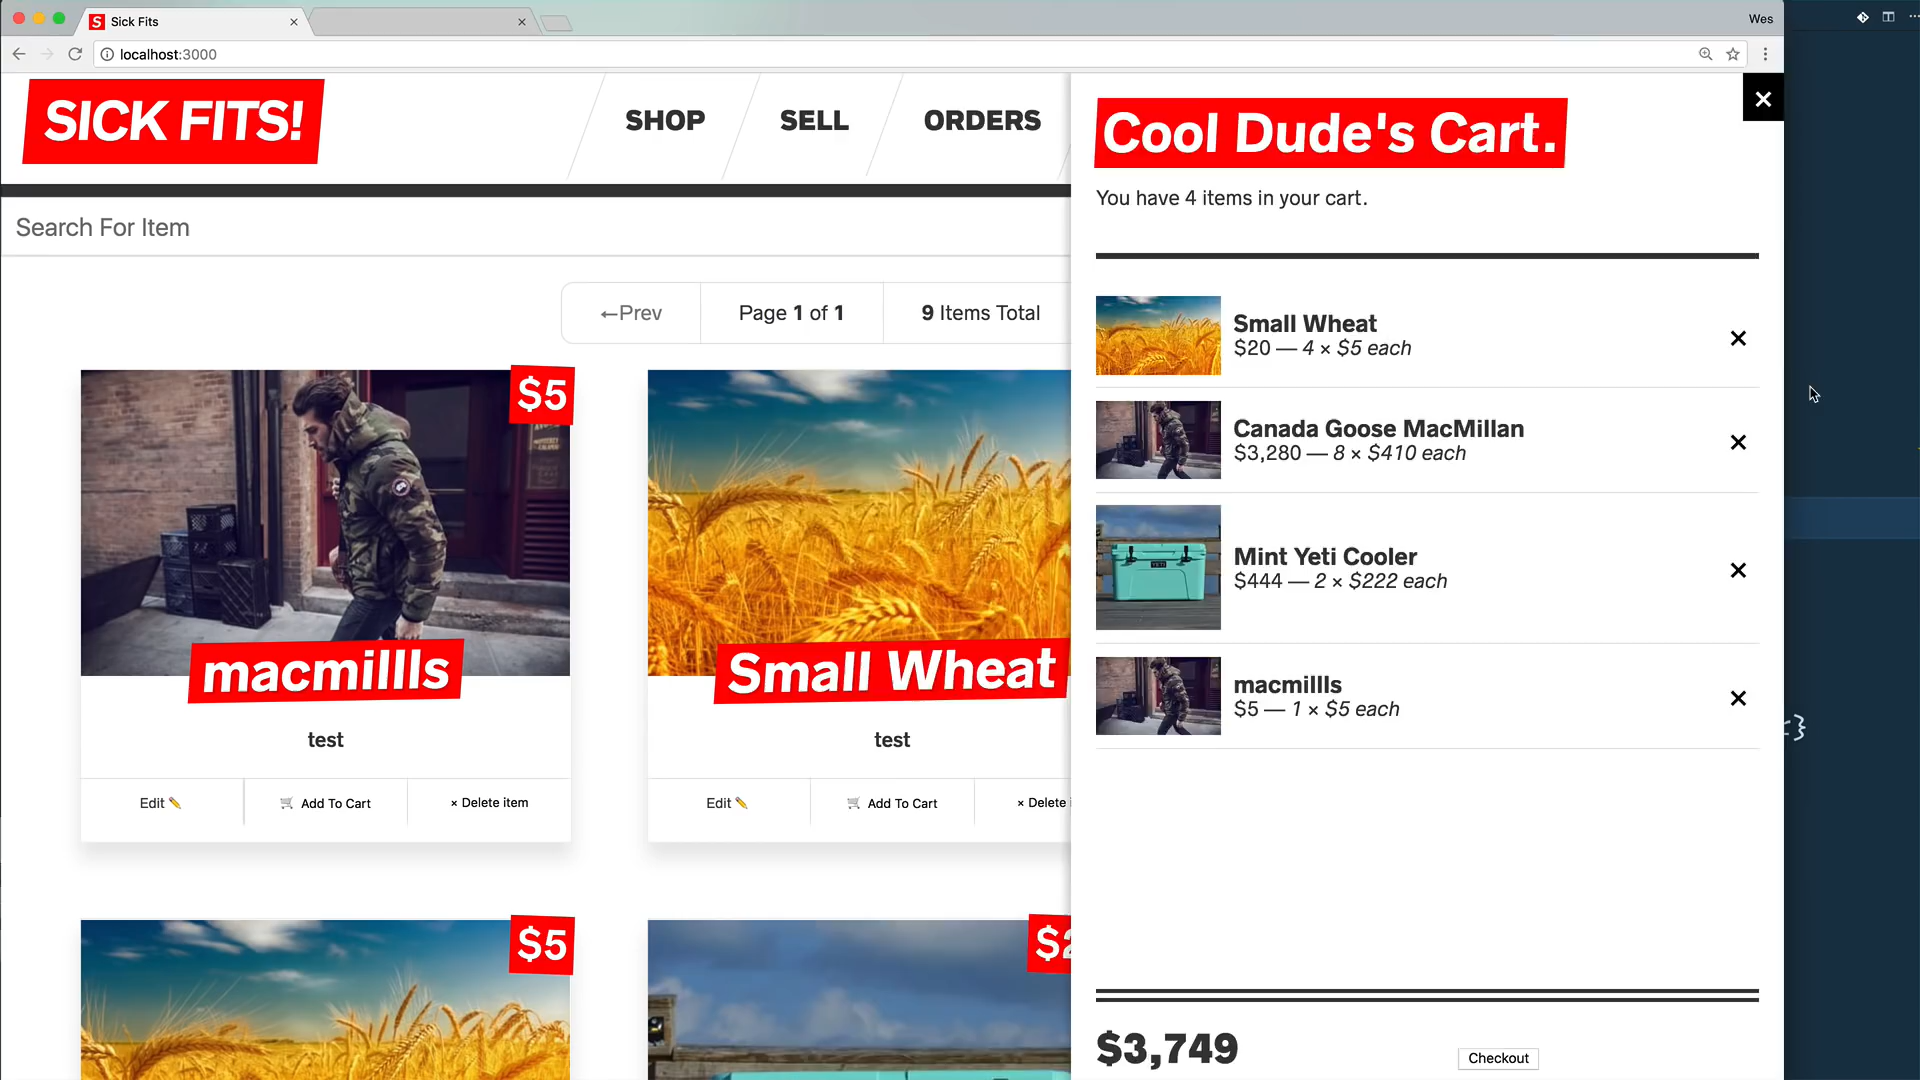 Sick Fits
Wes
localhost:3000
SICK FITS!
SHOP
SELL
ORDERS
Search For Item
←Prev
Page 1 of 1
9 Items Total
$5
macmillls
test
Edit ✏️
🛒 Add To Cart
× Delete item
Small Wheat
test
Edit ✏️
🛒 Add To Cart
× Delete i
$5
$2
YETI
Cool Dude's Cart.
You have 4 items in your cart.
Small Wheat
$20 — 4 × $5 each
Canada Goose MacMillan
$3,280 — 8 × $410 each
Mint Yeti Cooler
$444 — 2 × $222 each
macmillls
$5 — 1 × $5 each
$3,749
Checkout